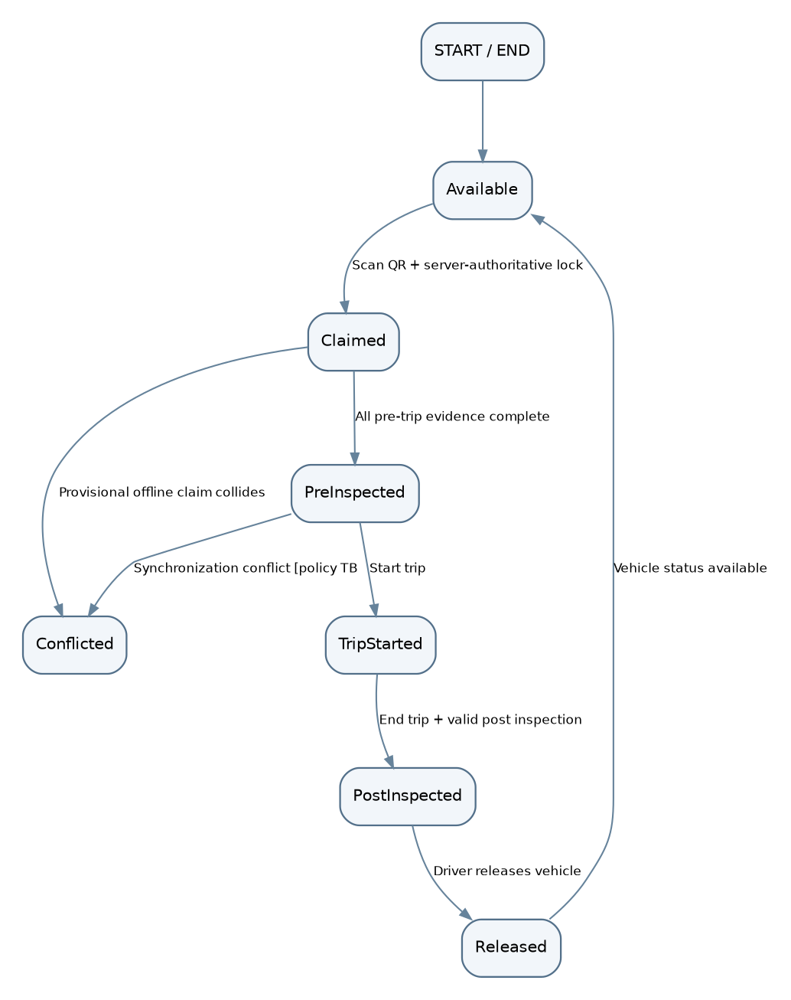 START / END
Available
Scan QR + server-authoritative lock
Claimed
All pre-trip evidence complete
PreInspected
Provisional offline claim collides
Synchronization conflict [policy TB
Start trip
Vehicle status available
Conflicted
TripStarted
End trip + valid post inspection
PostInspected
Driver releases vehicle
Released